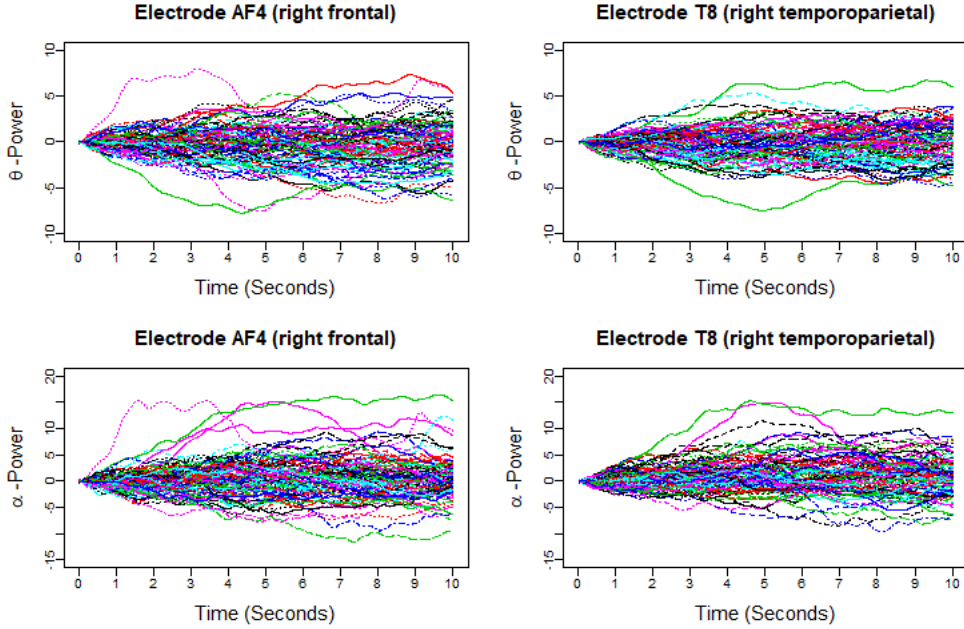 Electrode AF4 (right frontal)
Electrode T8 (right temporoparietal)
θ -Power
10
5
0
-5
-10
0 1 2 3 4 5 6 7 8 9 10
Time (Seconds)
θ -Power
10
5
0
-5
-10
0 1 2 3 4 5 6 7 8 9 10
Time (Seconds)
Electrode AF4 (right frontal)
Electrode T8 (right temporoparietal)
α -Power
20
10
5
0
-5
-15
0 1 2 3 4 5 6 7 8 9 10
Time (Seconds)
α -Power
20
10
5
0
-5
-15
0 1 2 3 4 5 6 7 8 9 10
Time (Seconds)